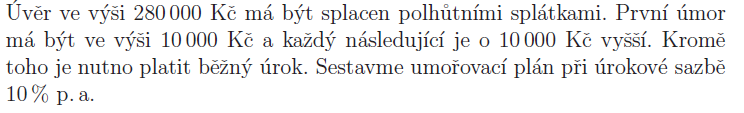 Úvěr ve výši 280 000 Kč má být splacen polhůtními splátkami. První úmor
má být ve výši 10 000 Kč a každý následující je o 10 000 Kč vyšší. Kromě
toho je nutno platit běžný úrok. Sestavme umořovací plán při úrokové sazbě
10 % p. a.